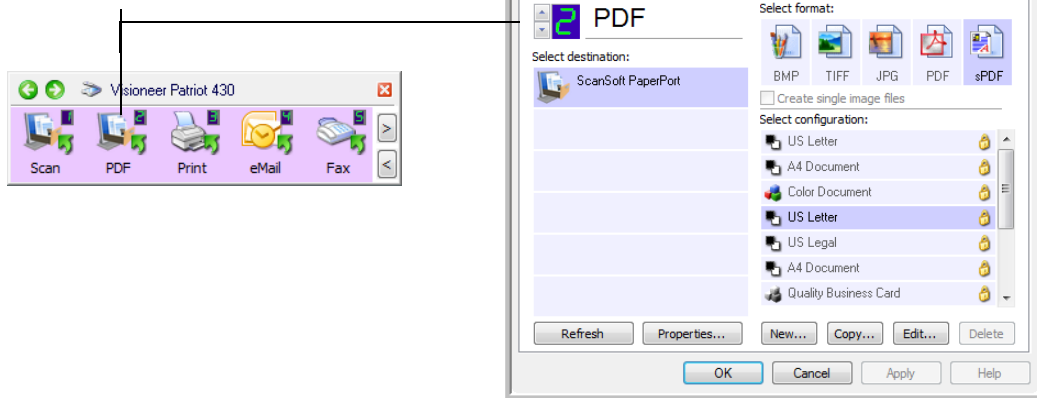 Visioneer Patriot 430
1
2
3
4
5
Scan
PDF
Print
eMail
Fax
>
<
2
PDF
Select destination:
ScanSoft PaperPort
Refresh
Properties...
Select format:
BMP
TIFF
JPG
PDF
sPDF
Create single image files
Select configuration:
US Letter
A4 Document
Color Document
US Letter
US Legal
A4 Document
Quality Business Card
New...
Copy...
Edit...
Delete
OK
Cancel
Apply
Help